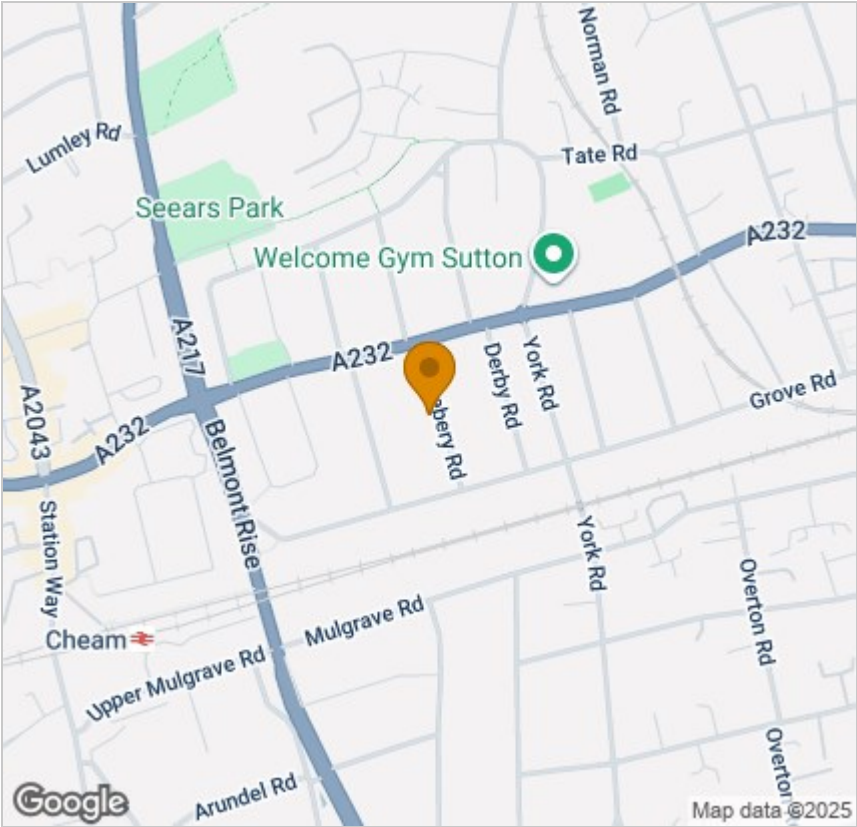 Norman Rd
Lumley Rd
Tate Rd
Seears Park
A232
Welcome Gym Sutton
A217
A232
York Rd
Derby Rd
A2043
Grove Rd
A232
Belmont Rise
Station Way
York Rd
Overton Rd
Mulgrave Rd
Cheam
Upper Mulgrave Rd
Overton
Arundel Rd
Google
Map data ©2025